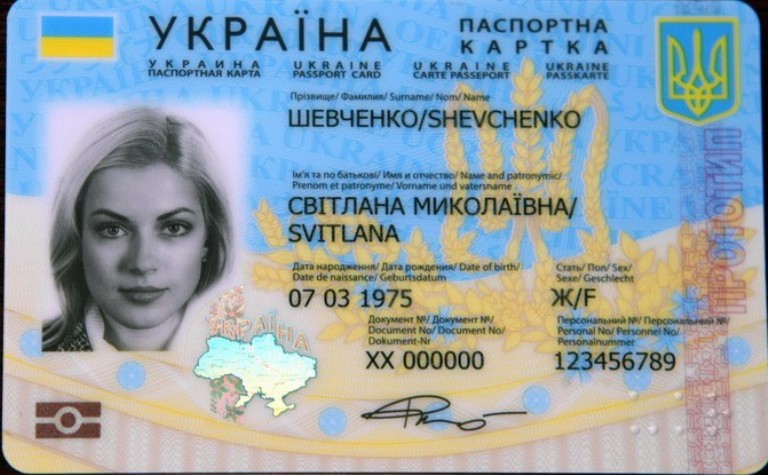 УКРАЇНА
ПАСПОРТНА
КАРТКА
УКРАИНА
ПАСПОРТНАЯ КАРТА
UKRAINE
PASSPORT CARD
UKRAINE
CARTE PASSEPORT
UKRAINE
PASSKARTE
Прізвище/ Фамилия/ Surname/ Nom/ Name
ШЕВЧЕНКО/SHEVCHENKO
Ім'я та по батькові/ Имя и отчество/ Name and patronymic/
Prenom et patronyme/ Vorname und vatersname
СВІТЛАНА МИКОЛАЇВНА/
SVITLANA
Дата народження/ Дата рождения/ Date of birth/
Date de naissance/ Geburtsdatum
Стать/ Пол/ Sex/
Sexe/ Geschlecht
07 03 1975
Ж/F
Документ №/ Документ №/
Document No/ Document No/
Dokument-Nr
Персональний №/ Персональный №/
Personal No/ Personnel No/
Personalnummer
XX 000000
123456789
УКРАЇНА
ПРОТОТИП